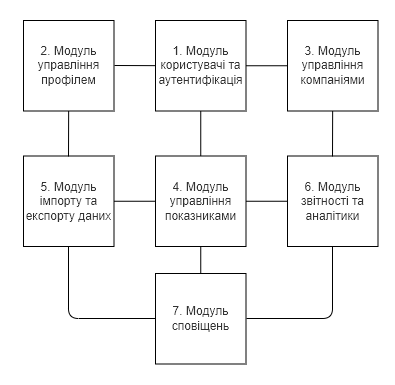 2. Модуль
управління
профілем
1. Модуль
користувачі та
аутентифікація
3. Модуль
управління
компаніями
5. Модуль
імпорту та
експорту даних
4. Модуль
управління
показниками
6. Модуль
звітності та
аналітики
7. Модуль
сповіщень